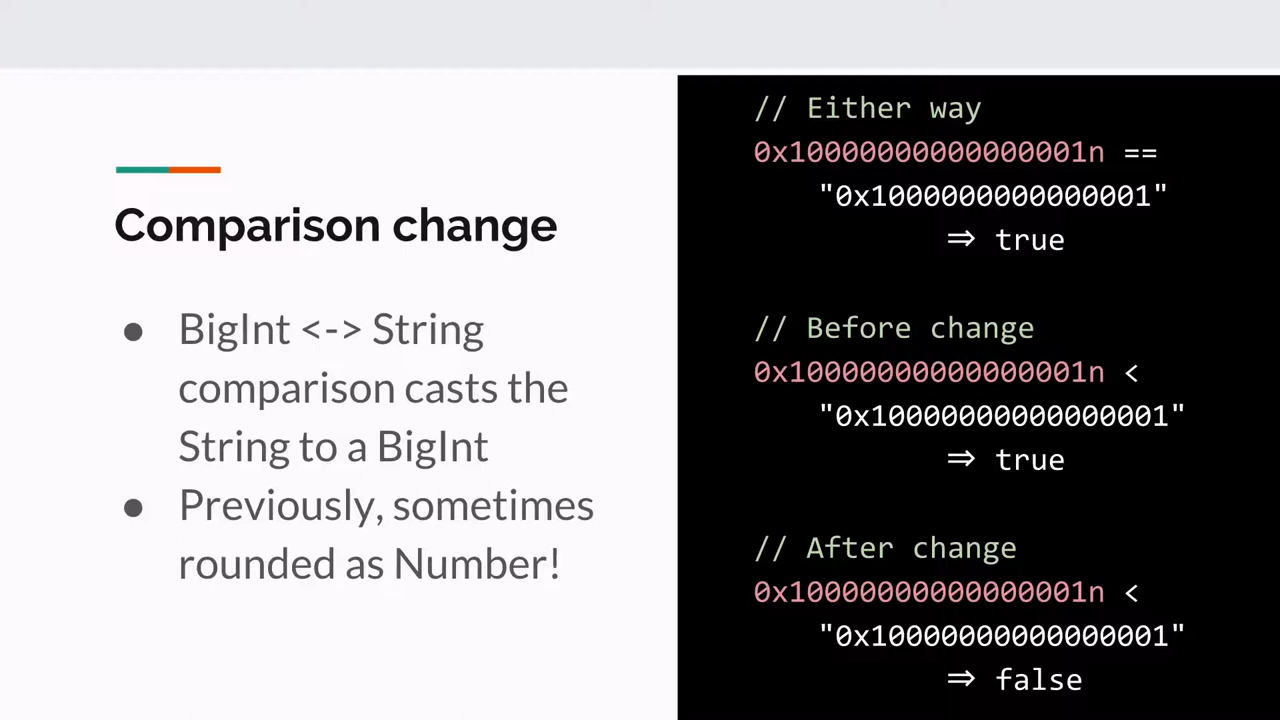 Comparison change
● BigInt <-> String
comparison casts the
String to a BigInt
● Previously, sometimes
rounded as Number!
// Either way
0x10000000000000001n ==
"0x1000000000000001"
⇒ true
// Before change
0x10000000000000001n <
"0x10000000000000001"
⇒ true
// After change
0x10000000000000001n <
"0x10000000000000001"
⇒ false